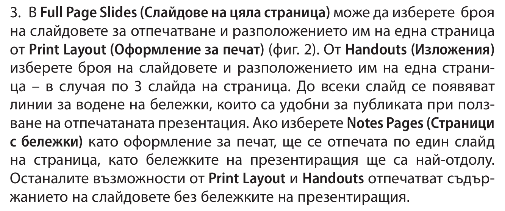 3. В Full Page Slides (Слайдове на цяла страница) може да изберете броя
на слайдовете за отпечатване и разположението им на една страница
от Print Layout (Оформление за печат) (фиг. 2). От Handouts (Изложения)
изберете броя на слайдовете и разположението им на една страни-
ца – в случая по 3 слайда на страница. До всеки слайд се появяват
линии за водене на бележки, които са удобни за публиката при полз-
ване на отпечатаната презентация. Ако изберете Notes Pages (Страници
с бележки) като оформление за печат, ще се отпечата по един слайд
на страница, като бележките на презентиращия ще са най-отдолу.
Останалите възможности от Print Layout и Handouts отпечатват съдър-
жанието на слайдовете без бележките на презентиращия.